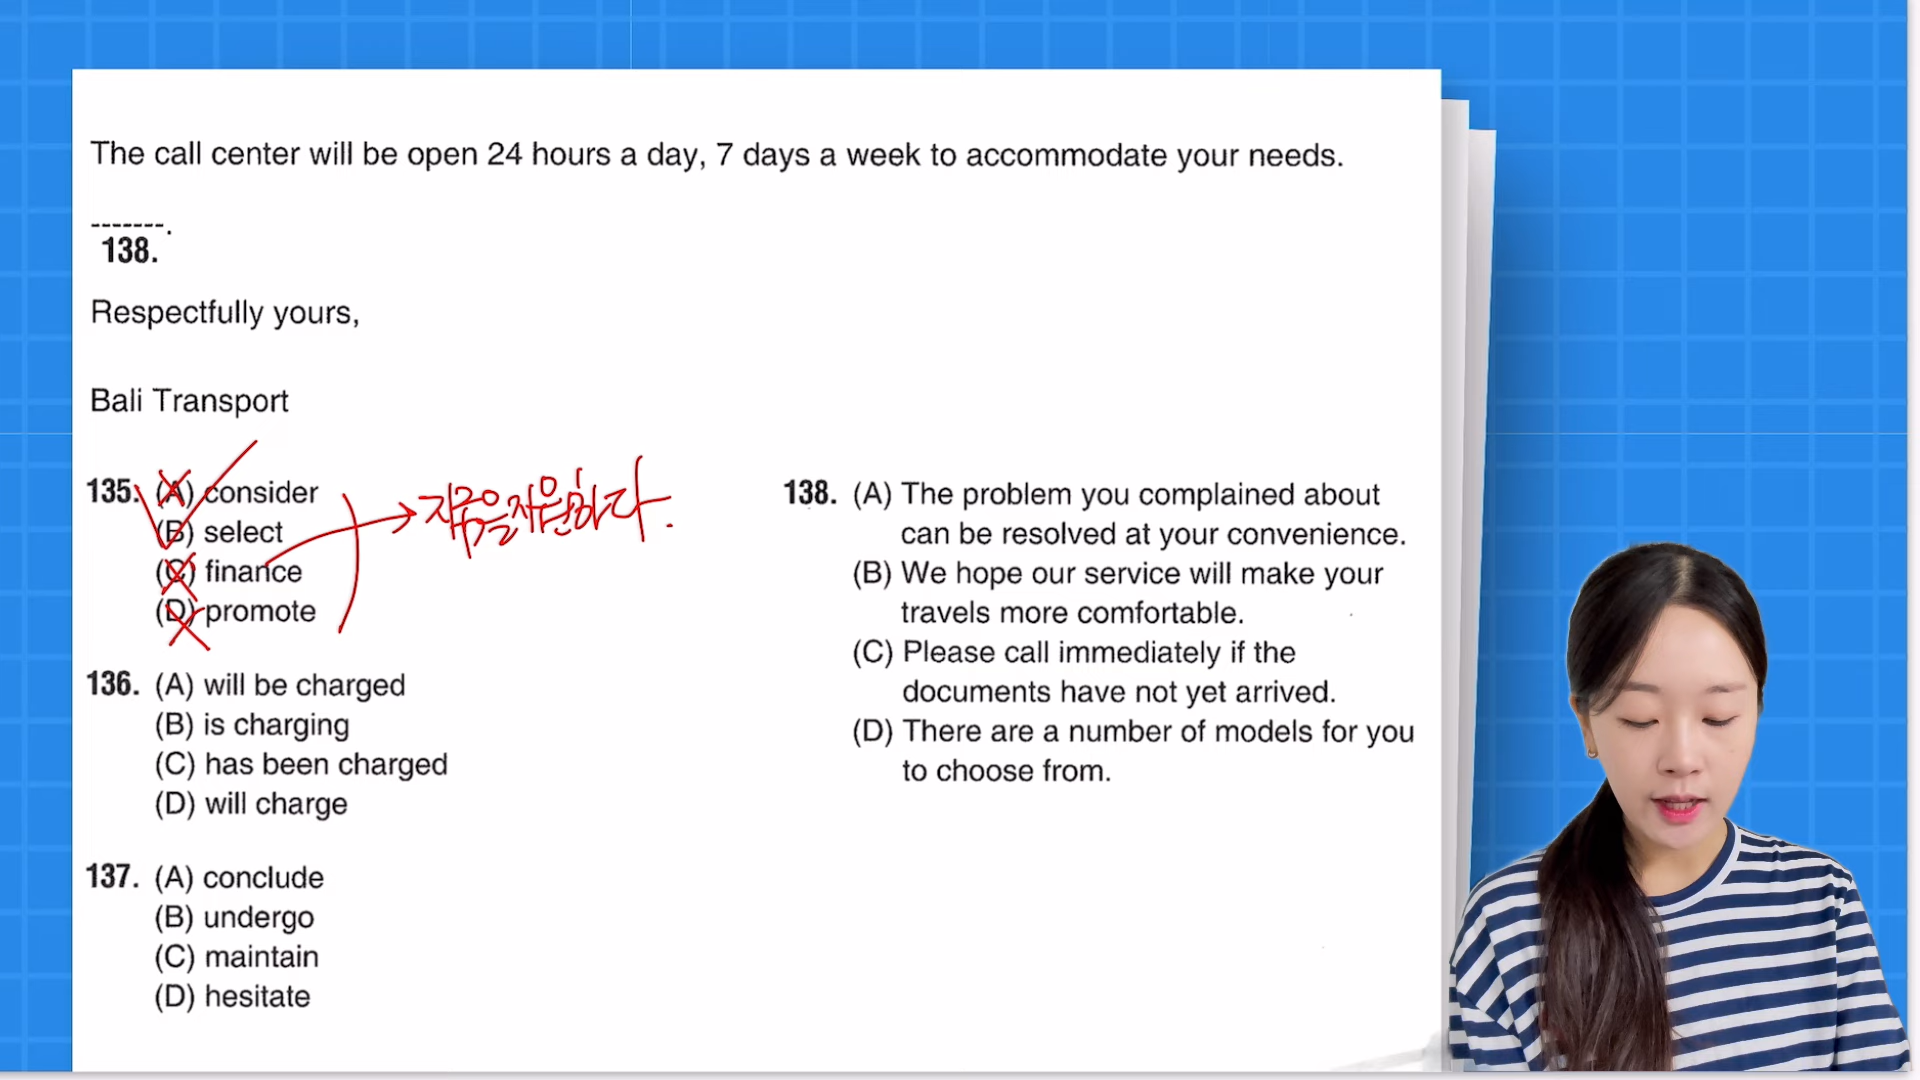 The call center will be open 24 hours a day, 7 days a week to accommodate your needs.
-------.
138.
Respectfully yours,
Bali Transport
135. (A) consider
(B) select
(C) finance
(D) promote
자금을 지원하다.
136. (A) will be charged
(B) is charging
(C) has been charged
(D) will charge
137. (A) conclude
(B) undergo
(C) maintain
(D) hesitate
138. (A) The problem you complained about
can be resolved at your convenience.
(B) We hope our service will make your
travels more comfortable.
(C) Please call immediately if the
documents have not yet arrived.
(D) There are a number of models for you
to choose from.